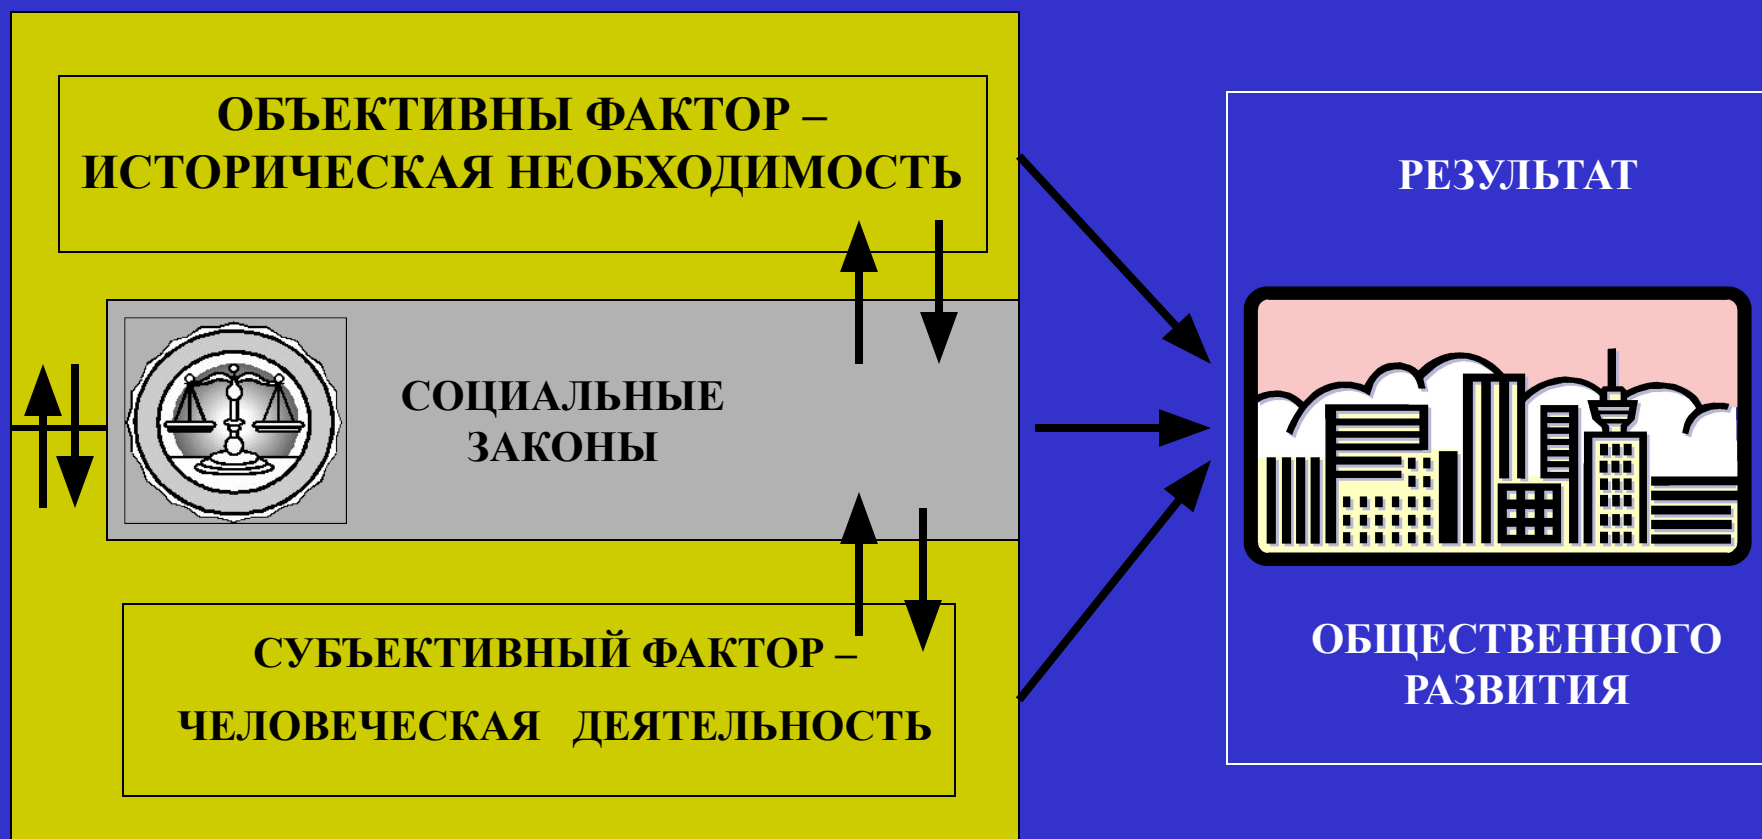 ОБЪЕКТИВНЫ ФАКТОР –
ИСТОРИЧЕСКАЯ НЕОБХОДИМОСТЬ
СОЦИАЛЬНЫЕ
ЗАКОНЫ
СУБЪЕКТИВНЫЙ ФАКТОР –
ЧЕЛОВЕЧЕСКАЯ ДЕЯТЕЛЬНОСТЬ
РЕЗУЛЬТАТ
ОБЩЕСТВЕННОГО
РАЗВИТИЯ